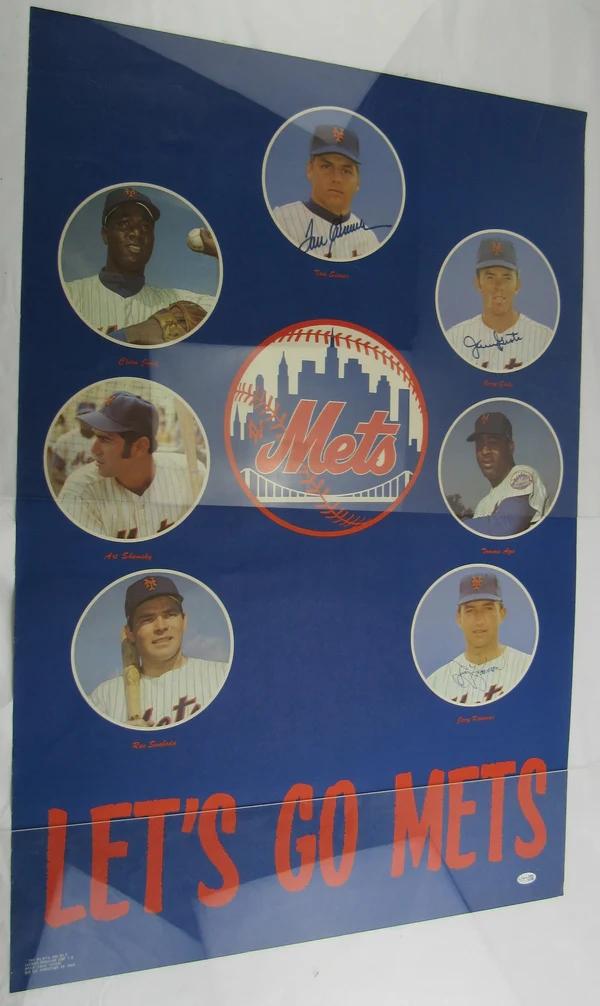 Tom Seaver
Cleon Jones
Jerry Grote
Mets
Art Shamsky
Tommie Agee
Ron Swoboda
Jerry Koosman
LET'S GO METS